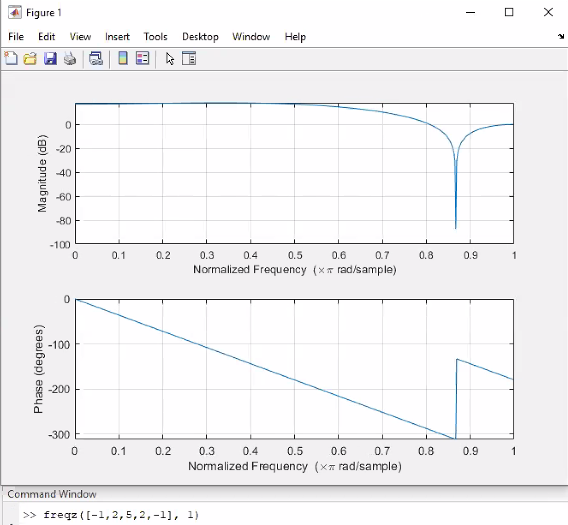 Figure 1
File Edit View Insert Tools Desktop Window Help
0
-20
-40
-60
-80
-100
Magnitude (dB)
0 0.1 0.2 0.3 0.4 0.5 0.6 0.7 0.8 0.9 1
Normalized Frequency (×π rad/sample)
0
-100
-200
-300
Phase (degrees)
0 0.1 0.2 0.3 0.4 0.5 0.6 0.7 0.8 0.9 1
Normalized Frequency (×π rad/sample)
Command Window
>> freqz([-1,2,5,2,-1], 1)